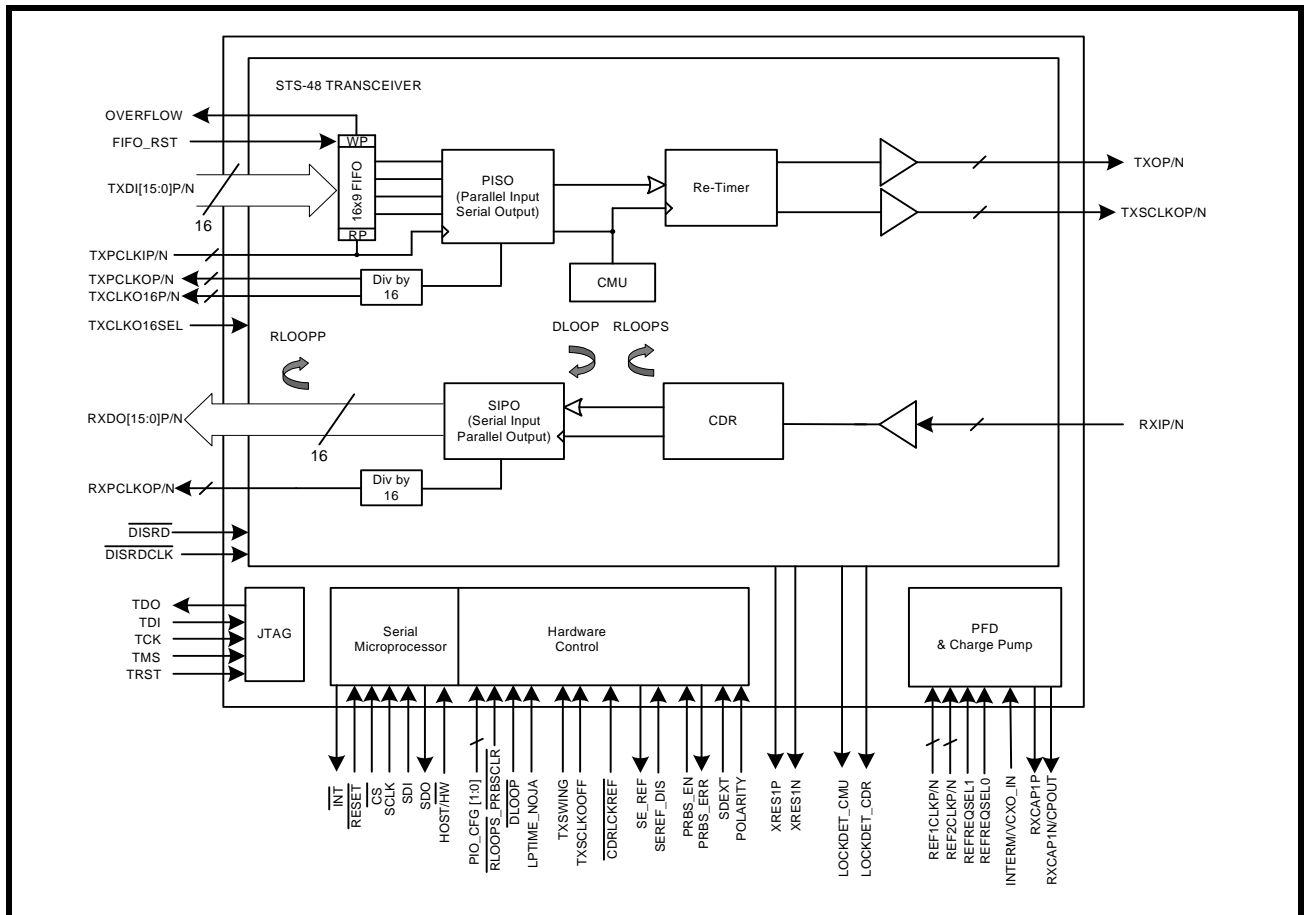 STS-48 TRANSCEIVER
OVERFLOW
FIFO_RST
TXDI[15:0]P/N
16
TXPCLKIP/N
TXPCLKOP/N
TXCLKO16P/N
TXCLKO16SEL
WP
16x9 FIFO
RP
PISO
(Parallel Input
Serial Output)
Re-Timer
TXOP/N
TXSCLKOP/N
Div by
16
CMU
RLOOPP
DLOOP
RLOOPS
RXDO[15:0]P/N
16
SIPO
(Serial Input
Parallel Output)
CDR
RXIP/N
RXPCLKOP/N
Div by
16
DISRD
DISRDCLK
TDO
TDI
TCK
TMS
TRST
JTAG
Serial
Microprocessor
Hardware
Control
PFD
& Charge Pump
INT
RESET
CS
SCLK
SDI
SDO
HOST/HW
PIO_CFG [1:0]
RLOOPS_PRBSCLR
DLOOP
LPTIME_NOJA
TXSWING
TXSCLKOOFF
CDRLCKREF
SE_REF
SEREF_DIS
PRBS_EN
PRBS_ERR
SDEXT
POLARITY
XRES1P
XRES1N
LOCKDET_CMU
LOCKDET_CDR
REF1CLKP/N
REF2CLKP/N
REFREQSEL1
REFREQSEL0
INTERM/VCXO_IN
RXCAP1P
RXCAP1N/CPOUT